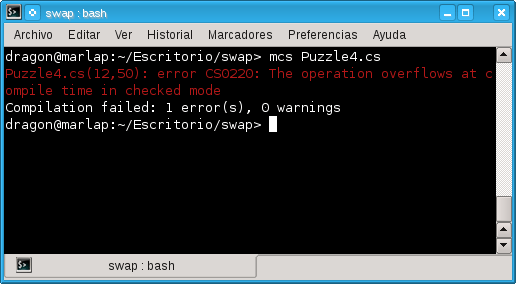 swap : bash
Archivo Editar Ver Historial Marcadores Preferencias Ayuda
dragon@marlap:~/Escritorio/swap> mcs Puzzle4.cs
Puzzle4.cs(12,50): error CS0220: The operation overflows at c
ompile time in checked mode
Compilation failed: 1 error(s), 0 warnings
dragon@marlap:~/Escritorio/swap>
swap : bash